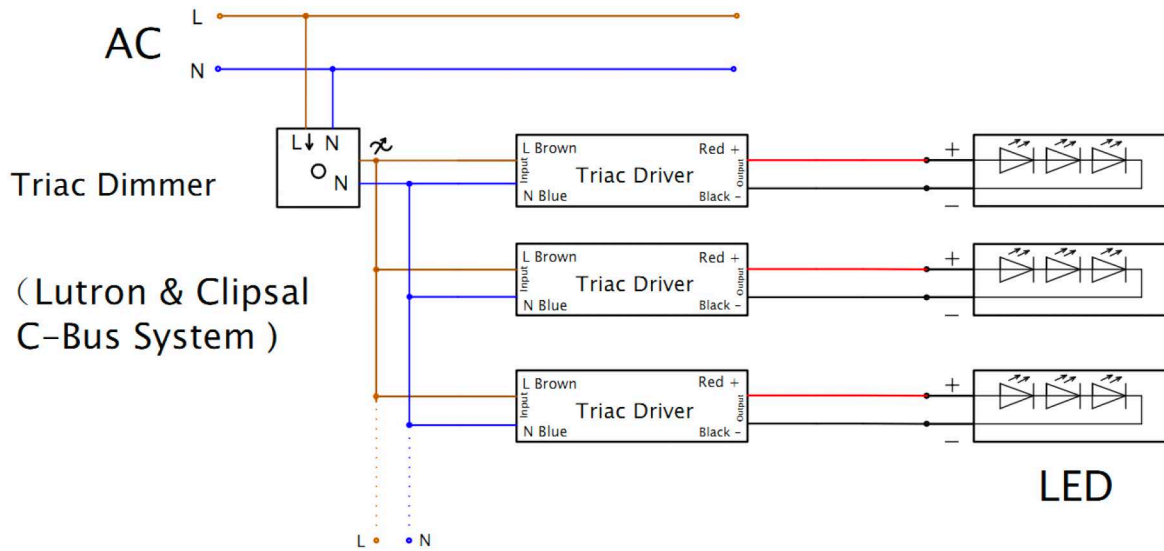 L
AC
N
L N
N
Triac Dimmer
（Lutron & Clipsal
C-Bus System )
L Brown
Input
N Blue
Triac Driver
Red +
Output
Black -
+
—
L Brown
Input
N Blue
Triac Driver
Red +
Output
Black -
+
—
L Brown
Input
N Blue
Triac Driver
Red +
Output
Black -
+
—
LED
L
N